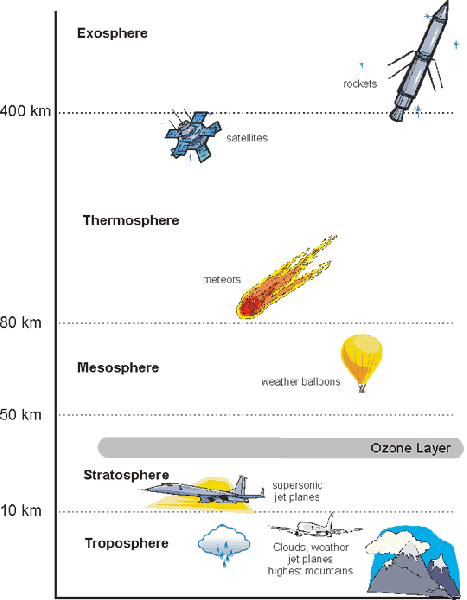 Exosphere
rockets
400 km
satellites
Thermosphere
meteors
80 km
Mesosphere
weather balloons
50 km
Ozone Layer
Stratosphere
supersonic
jet planes
10 km
Troposphere
Clouds, weather
jet planes
highest mountains